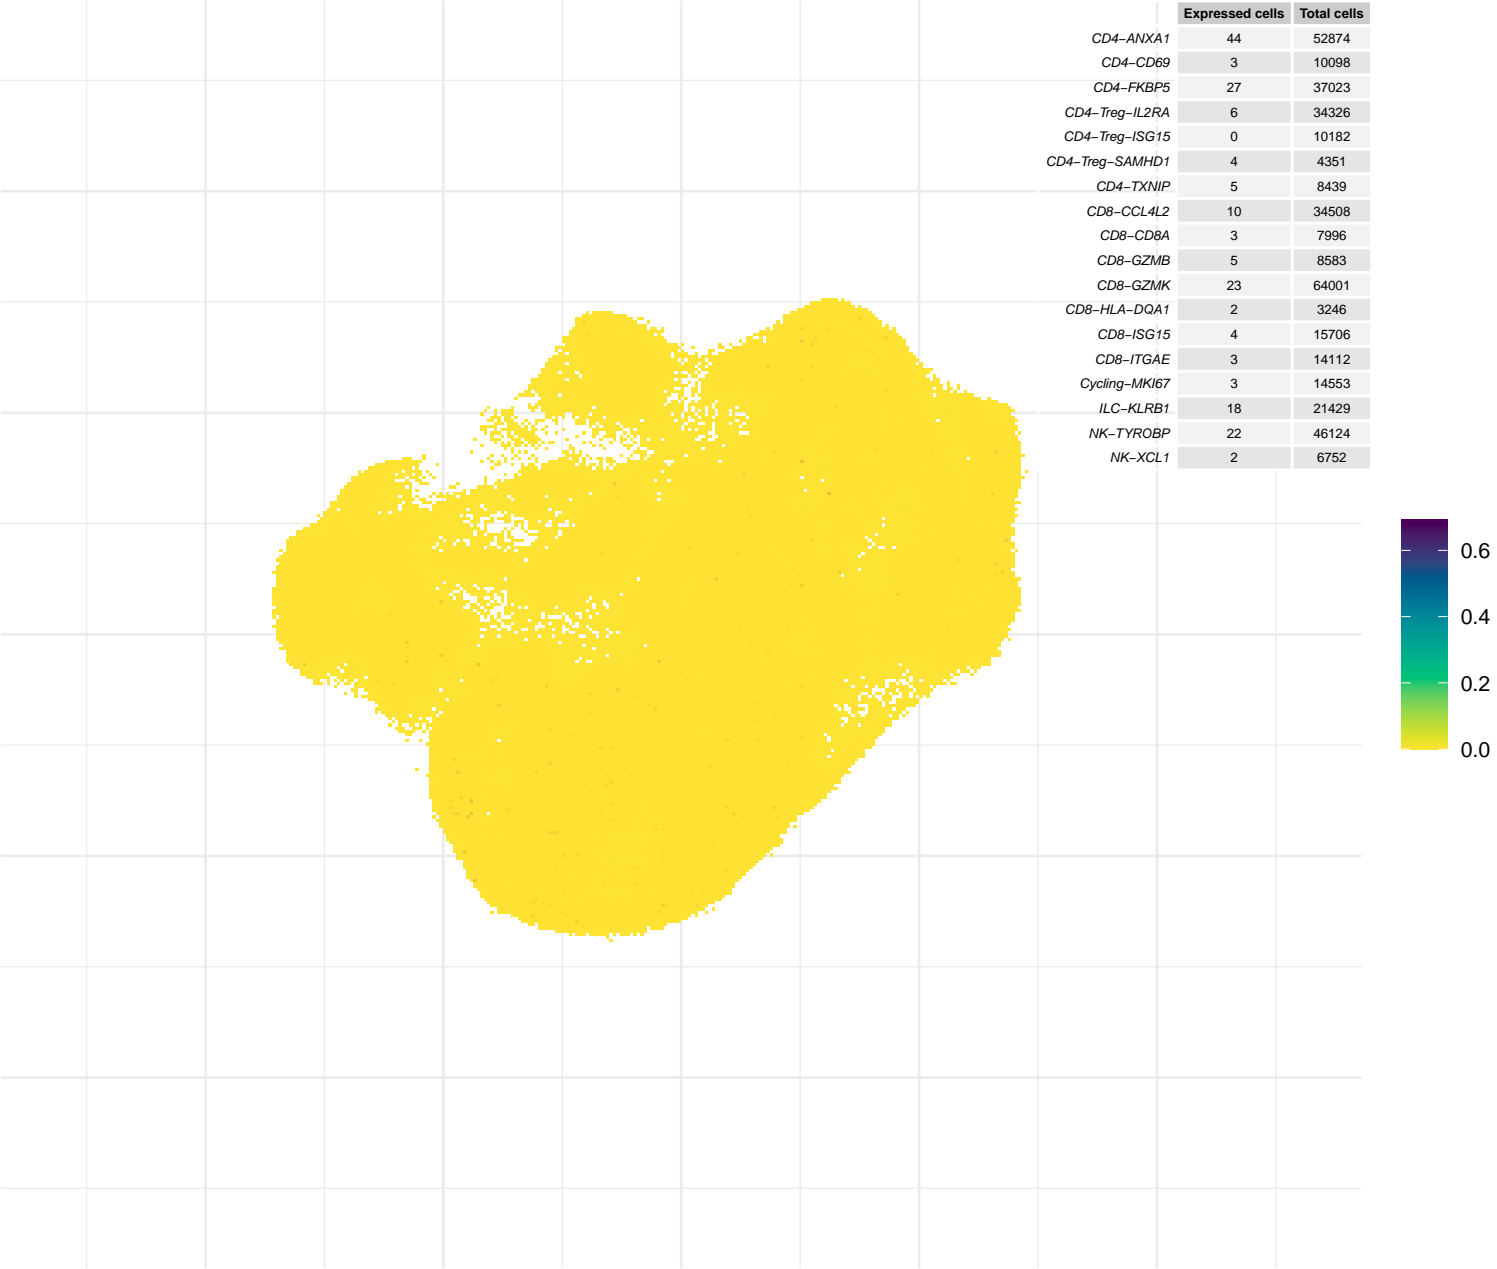 Expressed cells Total cells
CD4−ANXA1 44 52874
CD4−CD69 3 10098
CD4−FKBP5 27 37023
CD4−Treg−IL2RA 6 34326
CD4−Treg−ISG15 0 10182
CD4−Treg−SAMHD1 4 4351
CD4−TXNIP 5 8439
CD8−CCL4L2 10 34508
CD8−CD8A 3 7996
CD8−GZMB 5 8583
CD8−GZMK 23 64001
CD8−HLA−DQA1 2 3246
CD8−ISG15 4 15706
CD8−ITGAE 3 14112
Cycling−MKI67 3 14553
ILC−KLRB1 18 21429
NK−TYROBP 22 46124
NK−XCL1 2 6752
0.6
0.4
0.2
0.0